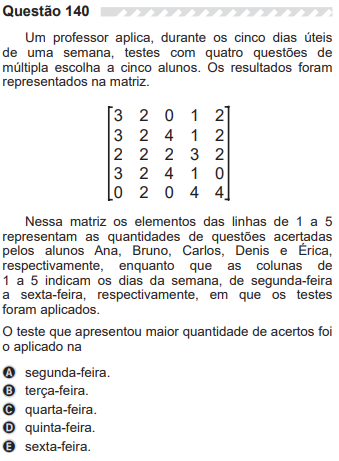 Questão 140
Um professor aplica, durante os cinco dias úteis
de uma semana, testes com quatro questões de
múltipla escolha a cinco alunos. Os resultados foram
representados na matriz.
3 2 0 1 2
3 2 4 1 2
2 2 2 3 2
3 2 4 1 0
0 2 0 4 4
Nessa matriz os elementos das linhas de 1 a 5
representam as quantidades de questões acertadas
pelos alunos Ana, Bruno, Carlos, Denis e Érica,
respectivamente, enquanto que as colunas de
1 a 5 indicam os dias da semana, de segunda-feira
a sexta-feira, respectivamente, em que os testes
foram aplicados.
O teste que apresentou maior quantidade de acertos foi
o aplicado na
A segunda-feira.
B terça-feira.
C quarta-feira.
D quinta-feira.
E sexta-feira.